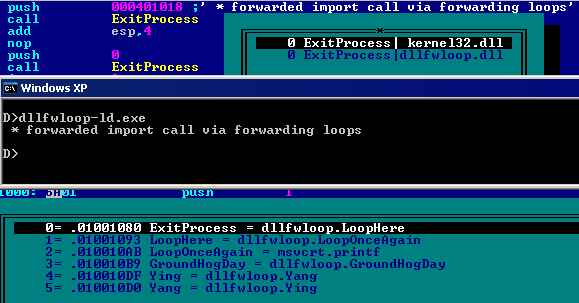 push 000401018 ;' * forwarded import call via forwarding loops'
call ExitProcess
add esp,4
nop
push 0
call ExitProcess
*
0 ExitProcess| kernel32.dll
0 ExitProcess|dllfwloop.dll
C:\ Windows XP
D>dllfwloop-ld.exe
* forwarded import call via forwarding loops
D>
1000: 6A01 push 1
0= .01001080 ExitProcess = dllfwloop.LoopHere
1= .01001093 LoopHere = dllfwloop.LoopOnceAgain
2= .010010AB LoopOnceAgain = msvcrt.printf
3= .010010B9 GroundHogDay = dllfwloop.GroundHogDay
4= .010010DF Ying = dllfwloop.Yang
5= .010010D0 Yang = dllfwloop.Ying